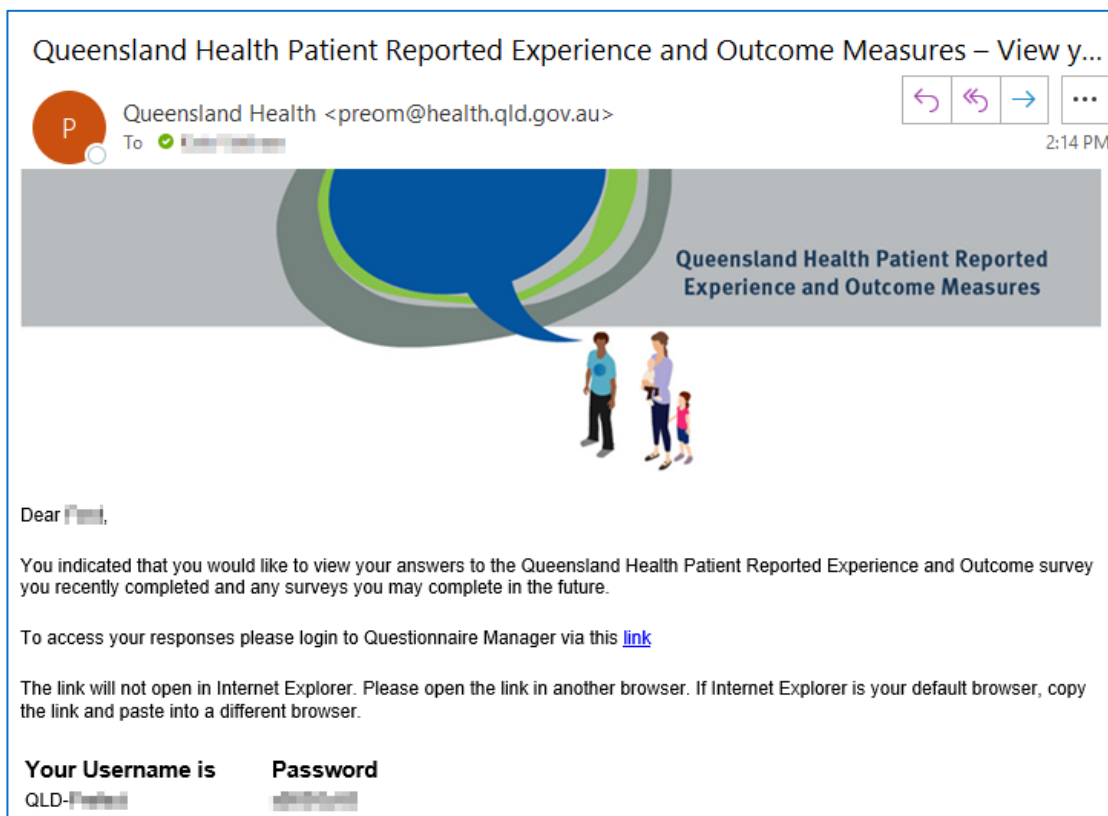 Queensland Health Patient Reported Experience and Outcome Measures – View y...
P
Queensland Health <preom@health.qld.gov.au>
To
2:14 PM
Queensland Health Patient Reported
Experience and Outcome Measures
Dear ,
You indicated that you would like to view your answers to the Queensland Health Patient Reported Experience and Outcome survey
you recently completed and any surveys you may complete in the future.
To access your responses please login to Questionnaire Manager via this link
The link will not open in Internet Explorer. Please open the link in another browser. If Internet Explorer is your default browser, copy
the link and paste into a different browser.
Your Username is Password
QLD-